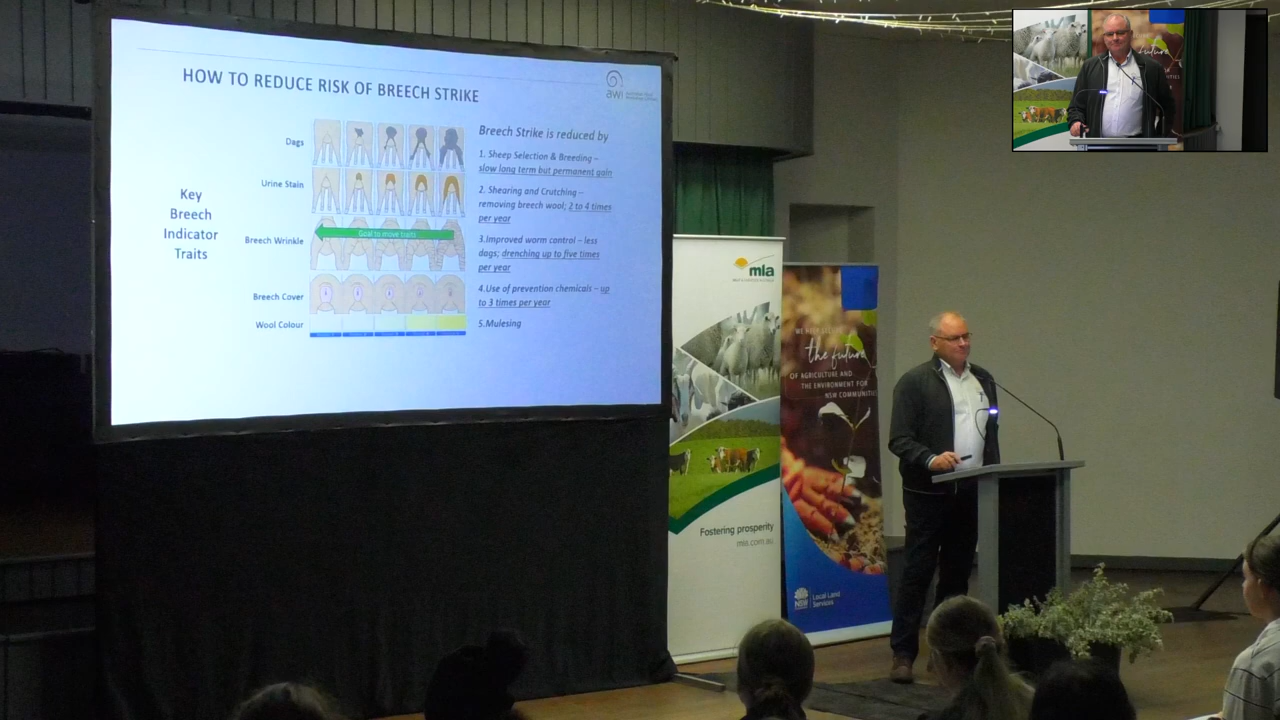 HOW TO REDUCE RISK OF BREECH STRIKE
awi
Key
Breech
Indicator
Traits
Dags
Urine Stain
Breech Wrinkle
Goal to move traits
Breech Cover
Wool Colour
Breech Strike is reduced by
1. Sheep Selection & Breeding –
slow long term but permanent gain
2. Shearing and Crutching –
removing breech wool; 2 to 4 times
per year
3.Improved worm control – less
dags; drenching up to five times
per year
4.Use of prevention chemicals – up
to 3 times per year
5.Mulesing
mla
Fostering prosperity
mla.com.au
the future
OF AGRICULTURE AND
THE ENVIRONMENT FOR
NSW COMMUNITIES
NSW
Local Land
Services
future